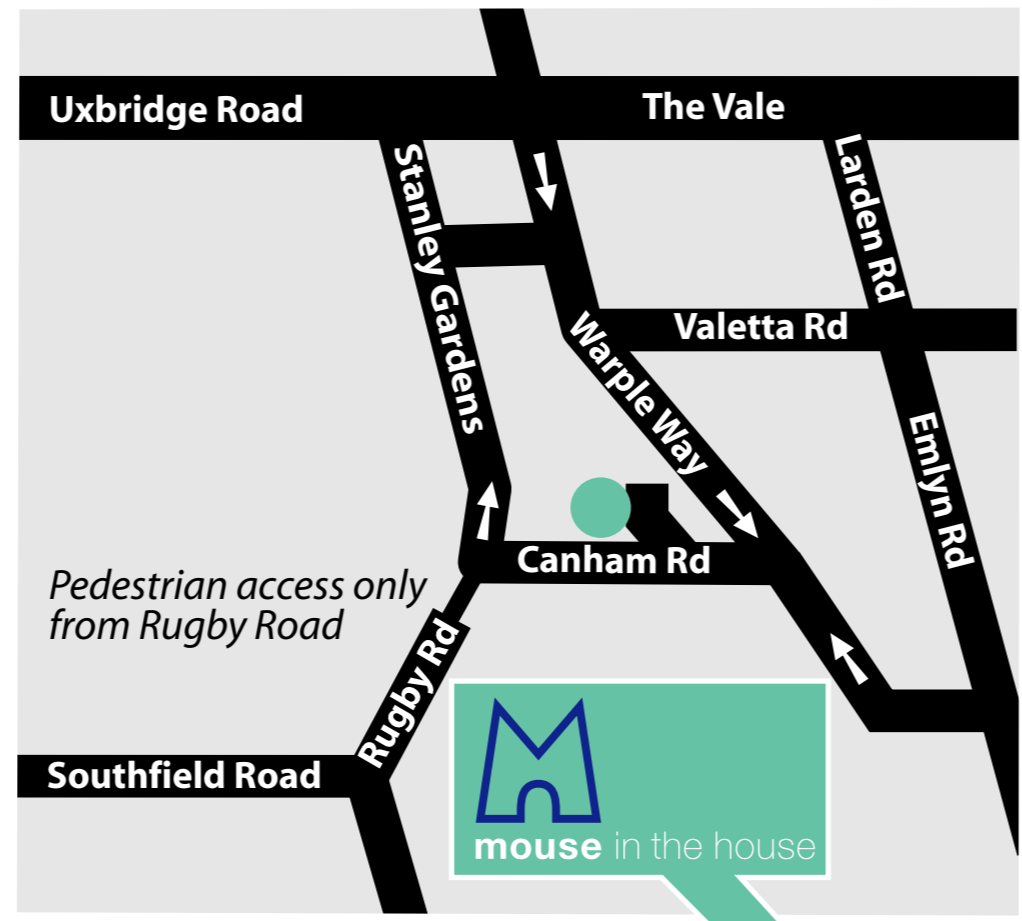 Uxbridge Road
The Vale
Stanley Gardens
Larden Rd
Valetta Rd
Warple Way
Emlyn Rd
Canham Rd
Pedestrian access only
from Rugby Road
Rugby Rd
Southfield Road
mouse in the house